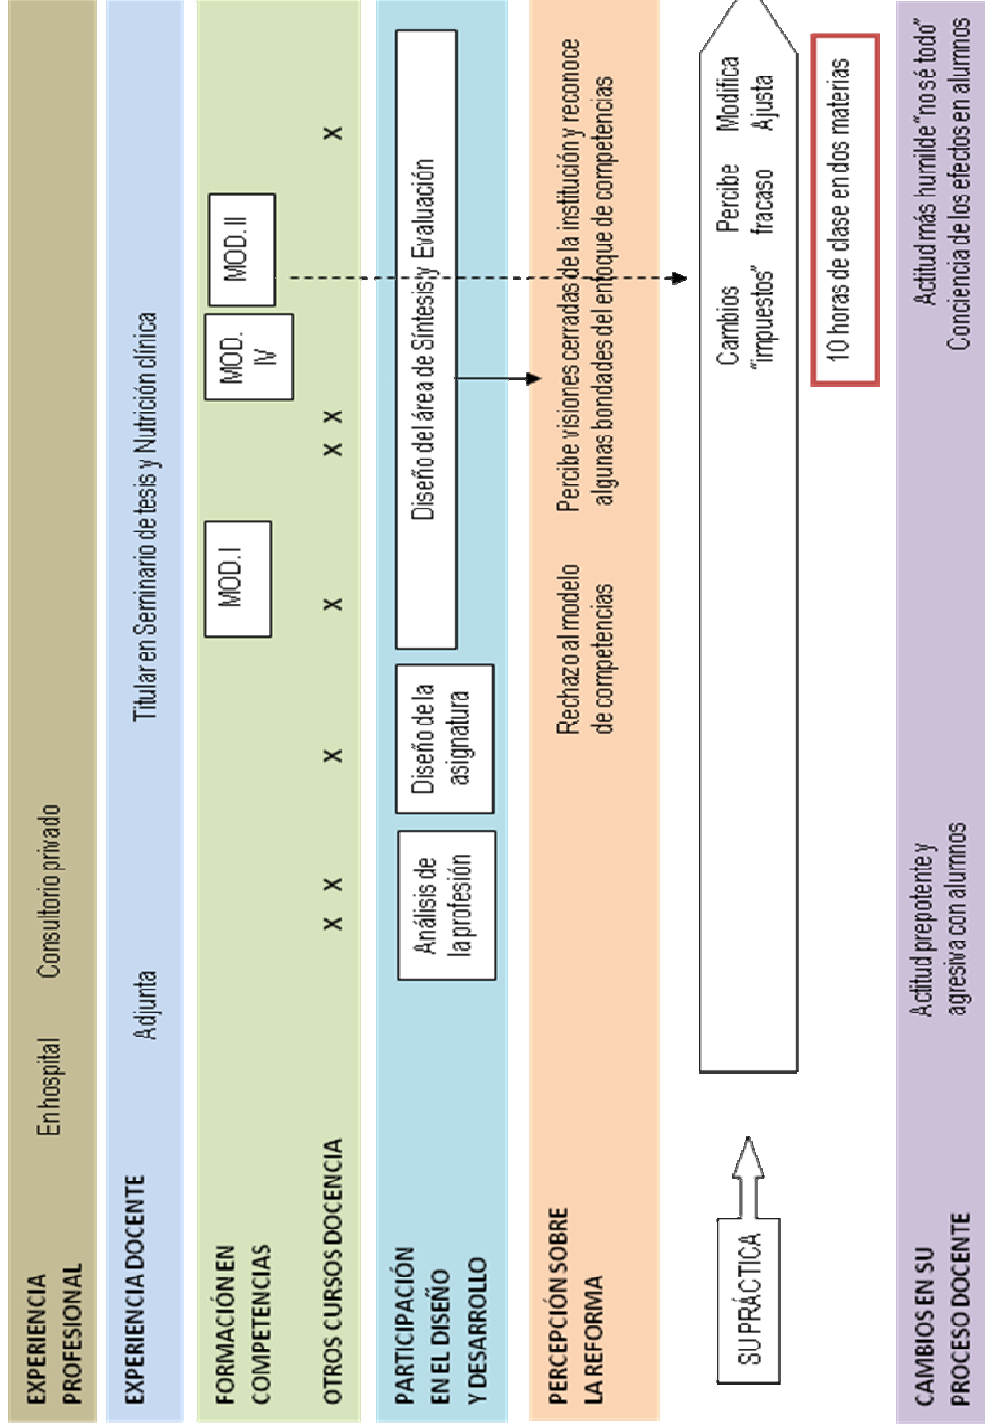 EXPERIENCIA
PROFESIONAL
En hospital
Consultorio privado
EXPERIENCIA DOCENTE
Adjunta
Titular en Seminario de tesis y Nutrición clínica
FORMACIÓN EN
COMPETENCIAS
MOD. I
MOD.
IV
MOD. II
OTROS CURSOS DOCENCIA
X X X X X X X
PARTICIPACIÓN
EN EL DISEÑO
Y DESARROLLO
Análisis de
la profesión
Diseño de la
asignatura
Diseño del área de Síntesis y Evaluación
PERCEPCIÓN SOBRE
LA REFORMA
Rechazo al modelo
de competencias
Percibe visiones cerradas de la institución y reconoce
algunas bondades del enfoque de competencias
SU PRÁCTICA
Cambios
"impuestos"
Percibe
fracaso
Modifica
Ajusta
10 horas de clase en dos materias
CAMBIOS EN SU
PROCESO DOCENTE
Actitud prepotente y
agresiva con alumnos
Actitud más humilde "no sé todo"
Conciencia de los efectos en alumnos